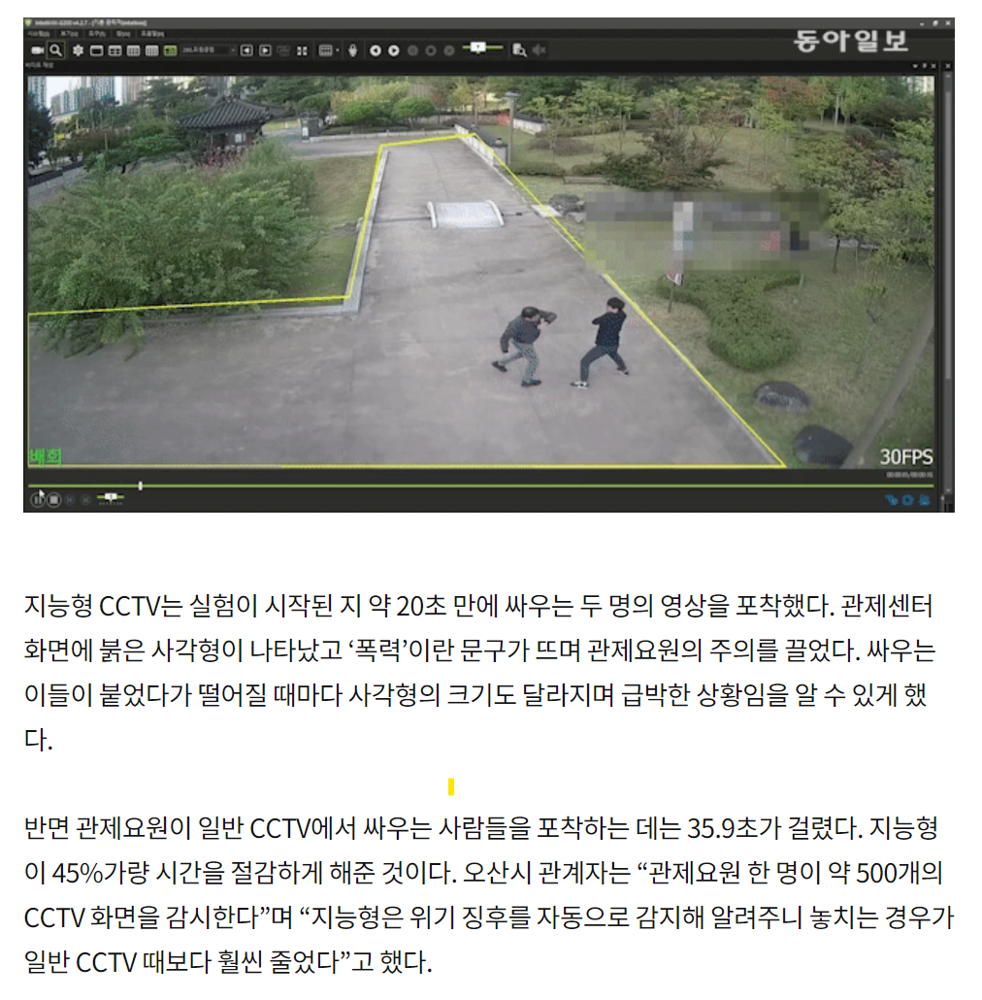 동아일보
배회
30FPS
지능형 CCTV는 실험이 시작된 지 약 20초 만에 싸우는 두 명의 영상을 포착했다. 관제센터
화면에 붉은 사각형이 나타났고 ‘폭력’이란 문구가 뜨며 관제요원의 주의를 끌었다. 싸우는
이들이 붙었다가 떨어질 때마다 사각형의 크기도 달라지며 급박한 상황임을 알 수 있게 했
다.
반면 관제요원이 일반 CCTV에서 싸우는 사람들을 포착하는 데는 35.9초가 걸렸다. 지능형
이 45%가량 시간을 절감하게 해준 것이다. 오산시 관계자는 “관제요원 한 명이 약 500개의
CCTV 화면을 감시한다”며 “지능형은 위기 징후를 자동으로 감지해 알려주니 놓치는 경우가
일반 CCTV 때보다 훨씬 줄었다”고 했다.